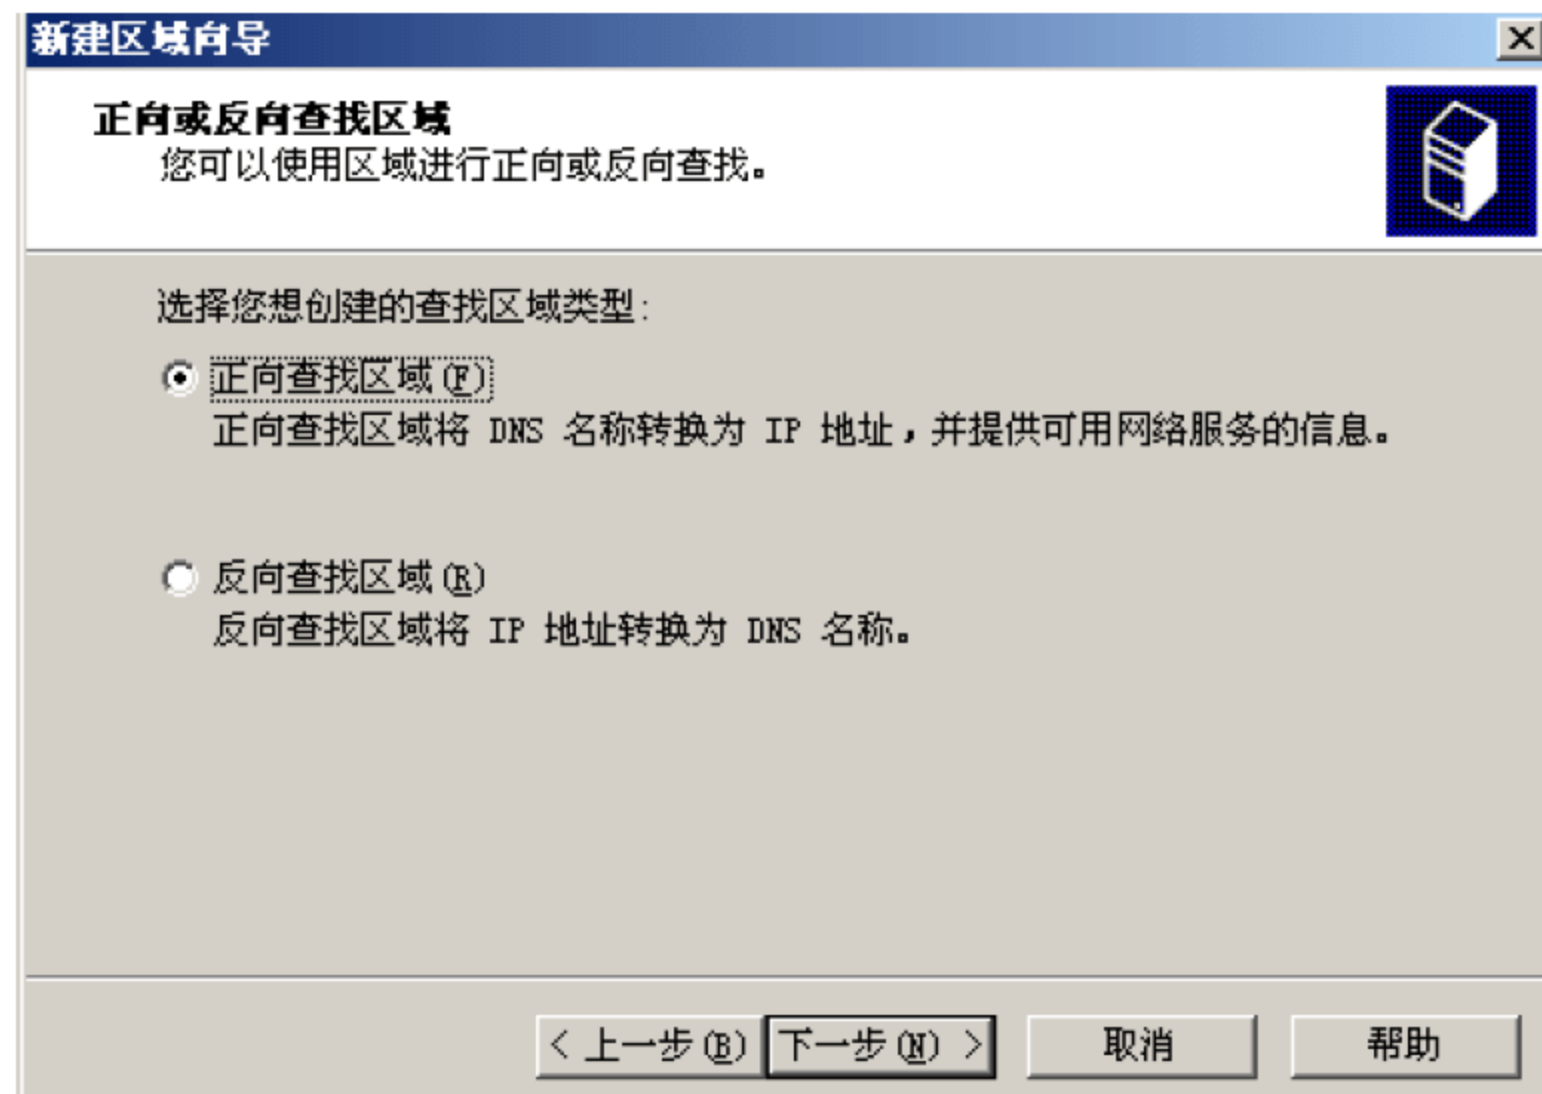 新建区域向导
正向或反向查找区域
您可以使用区域进行正向或反向查找。
选择您想创建的查找区域类型:
正向查找区域(F)
正向查找区域将 DNS 名称转换为 IP 地址，并提供可用网络服务的信息。
反向查找区域(R)
反向查找区域将 IP 地址转换为 DNS 名称。
< 上一步(B) 下一步(N) > 取消 帮助